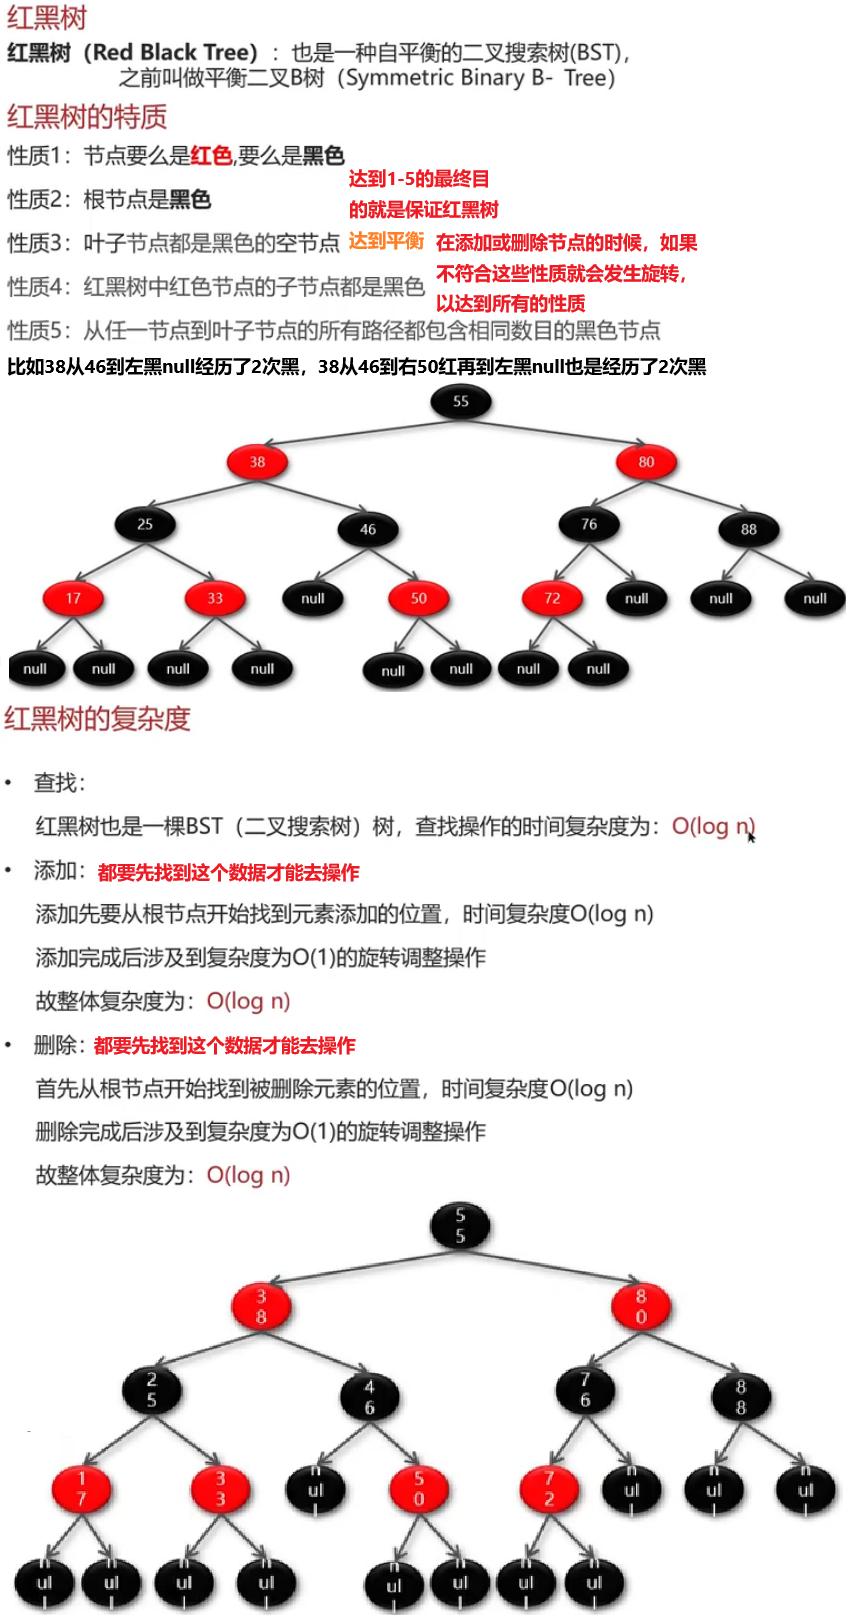 红黑树
红黑树（Red Black Tree）：也是一种自平衡的二叉搜索树(BST)，
之前叫做平衡二叉B树（Symmetric Binary B- Tree）
红黑树的特质
性质1：节点要么是红色,要么是黑色
性质2：根节点是黑色
性质3：叶子节点都是黑色的空节点
性质4：红黑树中红色节点的子节点都是黑色
性质5：从任一节点到叶子节点的所有路径都包含相同数目的黑色节点
达到1-5的最终目
的就是保证红黑树
达到平衡
在添加或删除节点的时候，如果
不符合这些性质就会发生旋转，
以达到所有的性质
比如38从46到左黑null经历了2次黑，38从46到右50红再到左黑null也是经历了2次黑
55
38 80
25 46 76 88
17 33 null 50 72 null null null
null null null null null null null null
红黑树的复杂度
• 查找：
红黑树也是一棵BST（二叉搜索树）树，查找操作的时间复杂度为：O(log n)
• 添加：都要先找到这个数据才能去操作
添加先要从根节点开始找到元素添加的位置，时间复杂度O(log n)
添加完成后涉及到复杂度为O(1)的旋转调整操作
故整体复杂度为：O(log n)
• 删除：都要先找到这个数据才能去操作
首先从根节点开始找到被删除元素的位置，时间复杂度O(log n)
删除完成后涉及到复杂度为O(1)的旋转调整操作
故整体复杂度为：O(log n)
55
38 80
25 46 76 88
17 33 null 50 72 null null null
null null null null null null null null